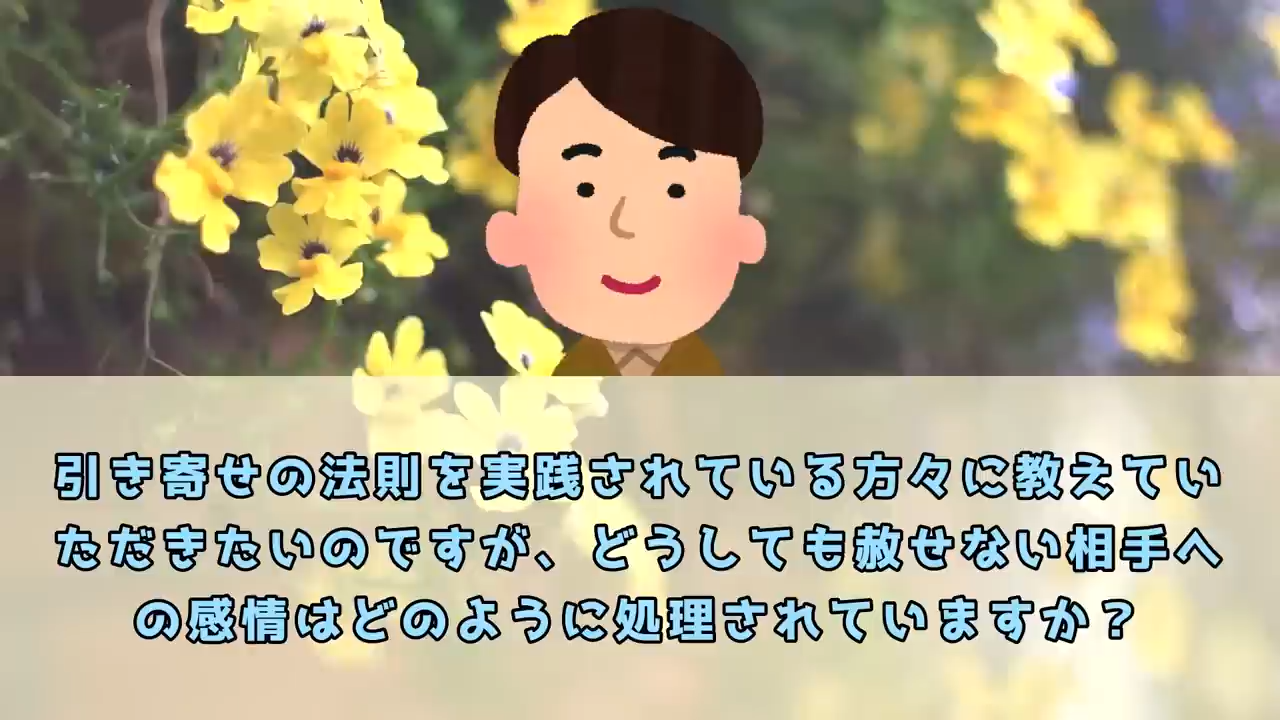 引き寄せの法則を実践されている方々に教えてい
ただきたいのですが、どうしても赦せない相手へ
の感情はどのように処理されていますか？